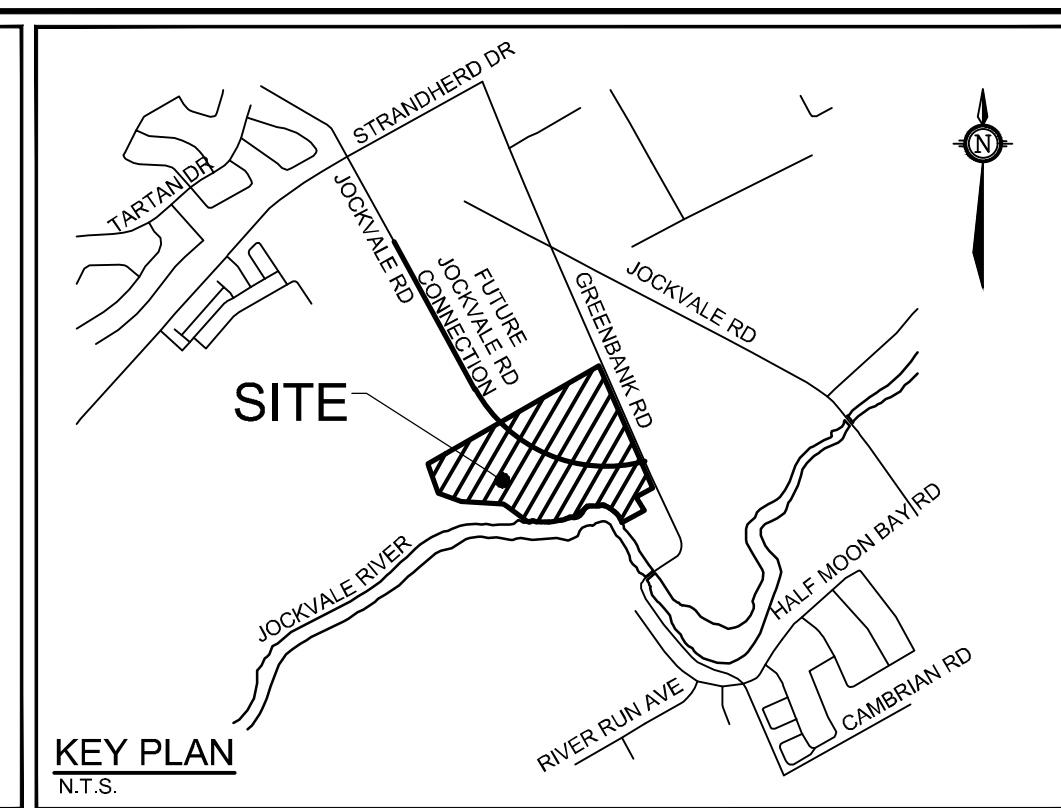 STRANDHERD DR
N
TARTAN DR
JOCKVALE RD
FUTURE
JOCKVALE RD
CONNECTION
JOCKVALE RD
GREENBANK RD
SITE
JOCKVALE RIVER
HALF MOON BAY RD
CAMBRIAN RD
RIVER RUN AVE
KEY PLAN
N.T.S.